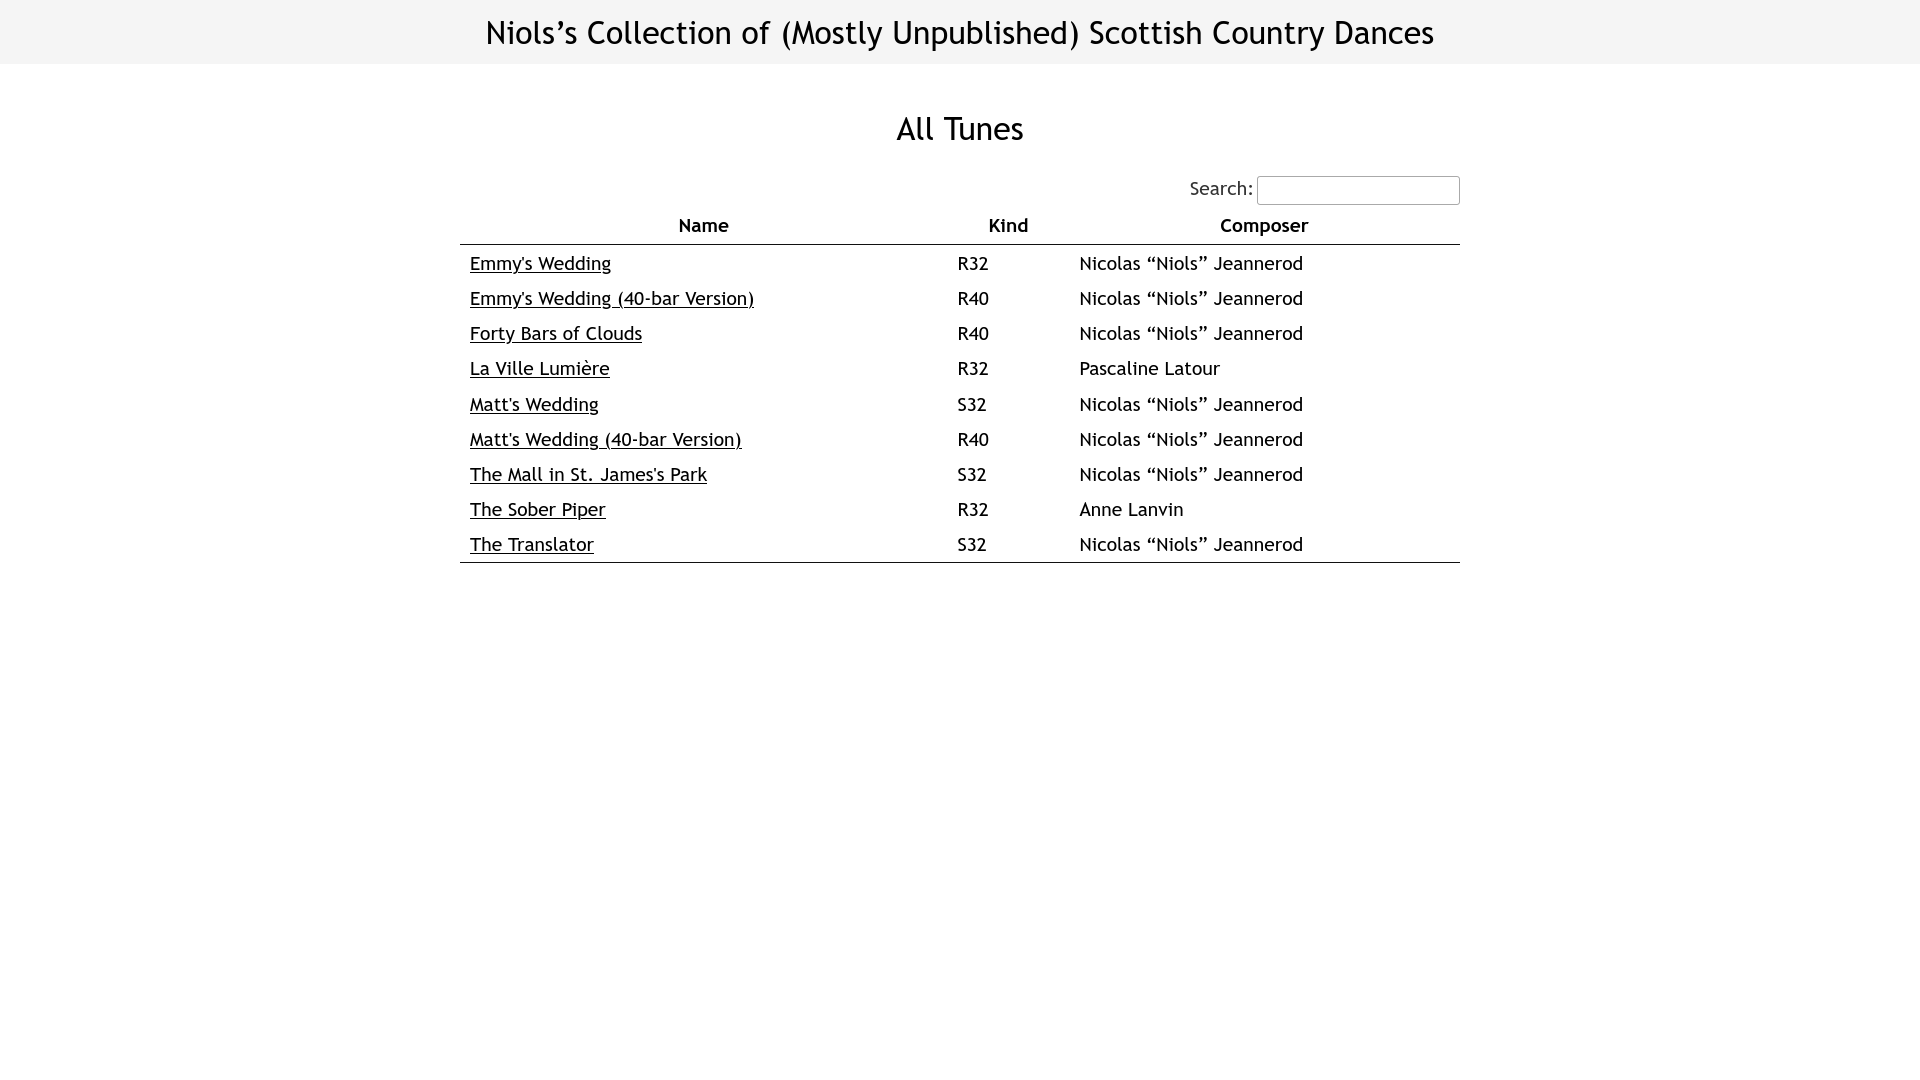 Niols’s Collection of (Mostly Unpublished) Scottish Country Dances
All Tunes
Search:
Name Kind Composer
Emmy's Wedding R32 Nicolas “Niols” Jeannerod
Emmy's Wedding (40-bar Version) R40 Nicolas “Niols” Jeannerod
Forty Bars of Clouds R40 Nicolas “Niols” Jeannerod
La Ville Lumière R32 Pascaline Latour
Matt's Wedding S32 Nicolas “Niols” Jeannerod
Matt's Wedding (40-bar Version) R40 Nicolas “Niols” Jeannerod
The Mall in St. James's Park S32 Nicolas “Niols” Jeannerod
The Sober Piper R32 Anne Lanvin
The Translator S32 Nicolas “Niols” Jeannerod